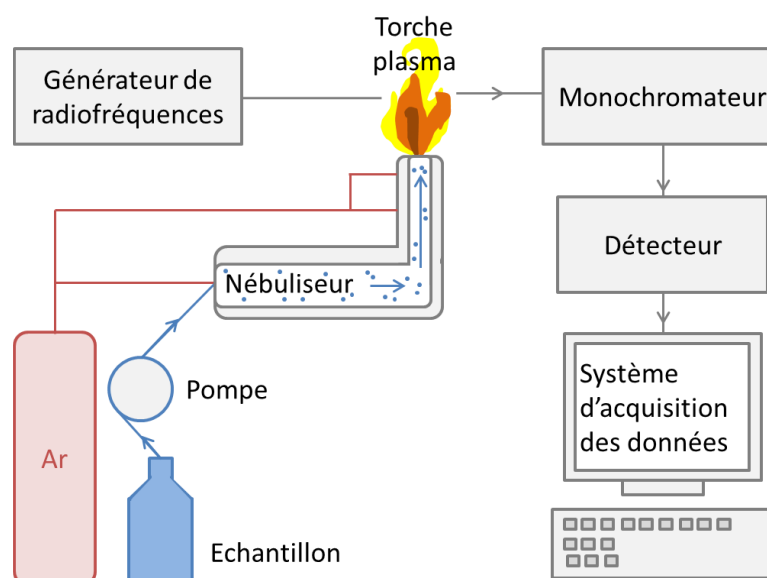 Torche
plasma
Générateur de
radiofréquences
Monochromateur
Détecteur
Nébuliseur
Pompe
Système
d'acquisition
des données
Ar
Echantillon